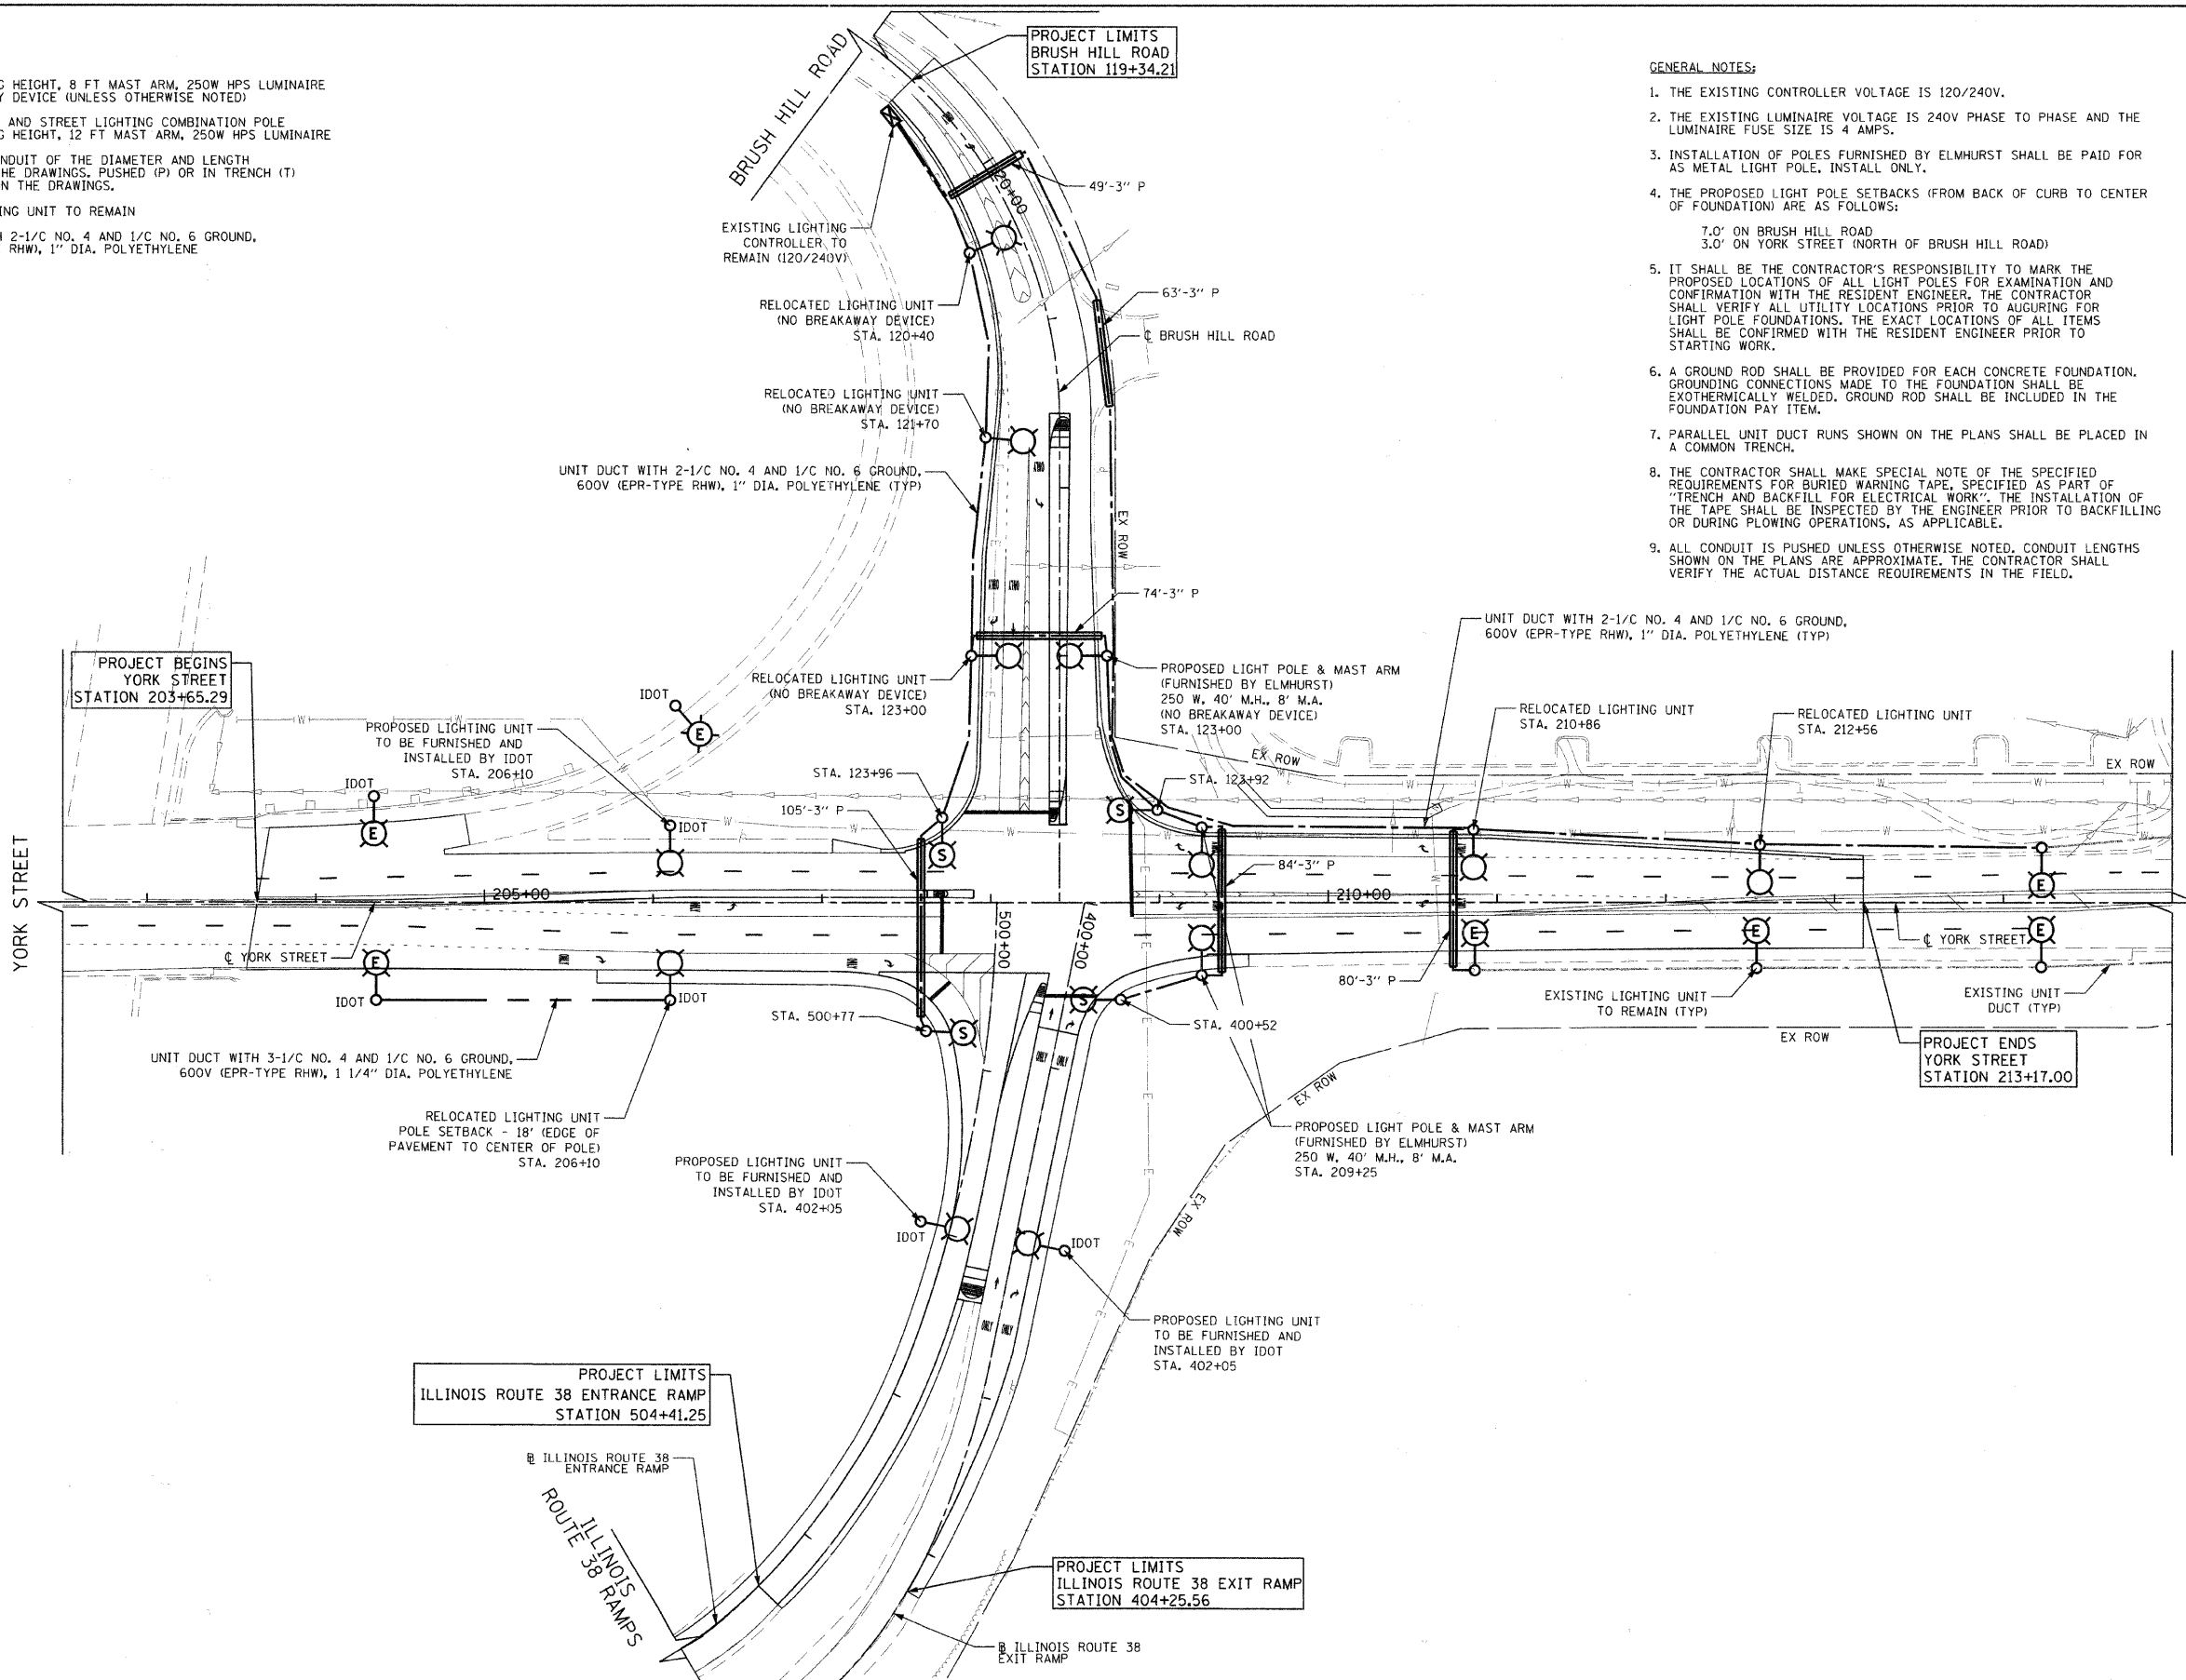 G HEIGHT, 8 FT MAST ARM, 250W HPS LUMINAIRE
Y DEVICE (UNLESS OTHERWISE NOTED)
AND STREET LIGHTING COMBINATION POLE
G HEIGHT, 12 FT MAST ARM, 250W HPS LUMINAIRE
NDUIT OF THE DIAMETER AND LENGTH
HE DRAWINGS. PUSHED (P) OR IN TRENCH (T)
N THE DRAWINGS.
ING UNIT TO REMAIN
H 2-1/C NO. 4 AND 1/C NO. 6 GROUND,
RHW), 1" DIA. POLYETHYLENE
BRUSH HILL ROAD
PROJECT LIMITS
BRUSH HILL ROAD
STATION 119+34.21
GENERAL NOTES:
1. THE EXISTING CONTROLLER VOLTAGE IS 120/240V.
2. THE EXISTING LUMINAIRE VOLTAGE IS 240V PHASE TO PHASE AND THE
LUMINAIRE FUSE SIZE IS 4 AMPS.
3. INSTALLATION OF POLES FURNISHED BY ELMHURST SHALL BE PAID FOR
AS METAL LIGHT POLE, INSTALL ONLY.
4. THE PROPOSED LIGHT POLE SETBACKS (FROM BACK OF CURB TO CENTER
OF FOUNDATION) ARE AS FOLLOWS:
7.0' ON BRUSH HILL ROAD
3.0' ON YORK STREET (NORTH OF BRUSH HILL ROAD)
5. IT SHALL BE THE CONTRACTOR'S RESPONSIBILITY TO MARK THE
PROPOSED LOCATIONS OF ALL LIGHT POLES FOR EXAMINATION AND
CONFIRMATION WITH THE RESIDENT ENGINEER. THE CONTRACTOR
SHALL VERIFY ALL UTILITY LOCATIONS PRIOR TO AUGURING FOR
LIGHT POLE FOUNDATIONS. THE EXACT LOCATIONS OF ALL ITEMS
SHALL BE CONFIRMED WITH THE RESIDENT ENGINEER PRIOR TO
STARTING WORK.
6. A GROUND ROD SHALL BE PROVIDED FOR EACH CONCRETE FOUNDATION.
GROUNDING CONNECTIONS MADE TO THE FOUNDATION SHALL BE
EXOTHERMICALLY WELDED. GROUND ROD SHALL BE INCLUDED IN THE
FOUNDATION PAY ITEM.
7. PARALLEL UNIT DUCT RUNS SHOWN ON THE PLANS SHALL BE PLACED IN
A COMMON TRENCH.
8. THE CONTRACTOR SHALL MAKE SPECIAL NOTE OF THE SPECIFIED
REQUIREMENTS FOR BURIED WARNING TAPE, SPECIFIED AS PART OF
"TRENCH AND BACKFILL FOR ELECTRICAL WORK". THE INSTALLATION OF
THE TAPE SHALL BE INSPECTED BY THE ENGINEER PRIOR TO BACKFILLING
OR DURING PLOWING OPERATIONS, AS APPLICABLE.
9. ALL CONDUIT IS PUSHED UNLESS OTHERWISE NOTED. CONDUIT LENGTHS
SHOWN ON THE PLANS ARE APPROXIMATE. THE CONTRACTOR SHALL
VERIFY THE ACTUAL DISTANCE REQUIREMENTS IN THE FIELD.
49'-3" P
EXISTING LIGHTING
CONTROLLER TO
REMAIN (120/240V)
RELOCATED LIGHTING UNIT
(NO BREAKAWAY DEVICE)
STA. 120+40
63'-3" P
℄ BRUSH HILL ROAD
RELOCATED LIGHTING UNIT
(NO BREAKAWAY DEVICE)
STA. 121+70
UNIT DUCT WITH 2-1/C NO. 4 AND 1/C NO. 6 GROUND,
600V (EPR-TYPE RHW), 1" DIA. POLYETHYLENE (TYP)
EX ROW
74'-3" P
UNIT DUCT WITH 2-1/C NO. 4 AND 1/C NO. 6 GROUND,
600V (EPR-TYPE RHW), 1" DIA. POLYETHYLENE (TYP)
PROJECT BEGINS
YORK STREET
STATION 203+65.29
RELOCATED LIGHTING UNIT
(NO BREAKAWAY DEVICE)
STA. 123+00
PROPOSED LIGHT POLE & MAST ARM
(FURNISHED BY ELMHURST)
250 W, 40' M.H., 8' M.A.
(NO BREAKAWAY DEVICE)
STA. 123+00
RELOCATED LIGHTING UNIT
STA. 210+86
RELOCATED LIGHTING UNIT
STA. 212+56
IDOT
E
PROPOSED LIGHTING UNIT
TO BE FURNISHED AND
INSTALLED BY IDOT
STA. 206+10
EX ROW
EX ROW
IDOT
E
IDOT
STA. 123+96
STA. 123+92
105'-3" P
S
S
84'-3" P
E
YORK STREET
205+00
210+00
500+00
400+00
℄ YORK STREET
E
IDOT
IDOT
E
E
E
℄ YORK STREET
80'-3" P
EXISTING LIGHTING UNIT
TO REMAIN (TYP)
EXISTING UNIT
DUCT (TYP)
STA. 500+77
S
S
STA. 400+52
EX ROW
PROJECT ENDS
YORK STREET
STATION 213+17.00
UNIT DUCT WITH 3-1/C NO. 4 AND 1/C NO. 6 GROUND,
600V (EPR-TYPE RHW), 1 1/4" DIA. POLYETHYLENE
RELOCATED LIGHTING UNIT
POLE SETBACK - 18' (EDGE OF
PAVEMENT TO CENTER OF POLE)
STA. 206+10
EX ROW
PROPOSED LIGHT POLE & MAST ARM
(FURNISHED BY ELMHURST)
250 W, 40' M.H., 8' M.A.
STA. 209+25
PROPOSED LIGHTING UNIT
TO BE FURNISHED AND
INSTALLED BY IDOT
STA. 402+05
EX ROW
IDOT
IDOT
PROPOSED LIGHTING UNIT
TO BE FURNISHED AND
INSTALLED BY IDOT
STA. 402+05
ONLY ONLY
PROJECT LIMITS
ILLINOIS ROUTE 38 ENTRANCE RAMP
STATION 504+41.25
ILLINOIS ROUTE 38
ENTRANCE RAMP
ILLINOIS
ROUTE 38 RAMPS
PROJECT LIMITS
ILLINOIS ROUTE 38 EXIT RAMP
STATION 404+25.56
ILLINOIS ROUTE 38
EXIT RAMP